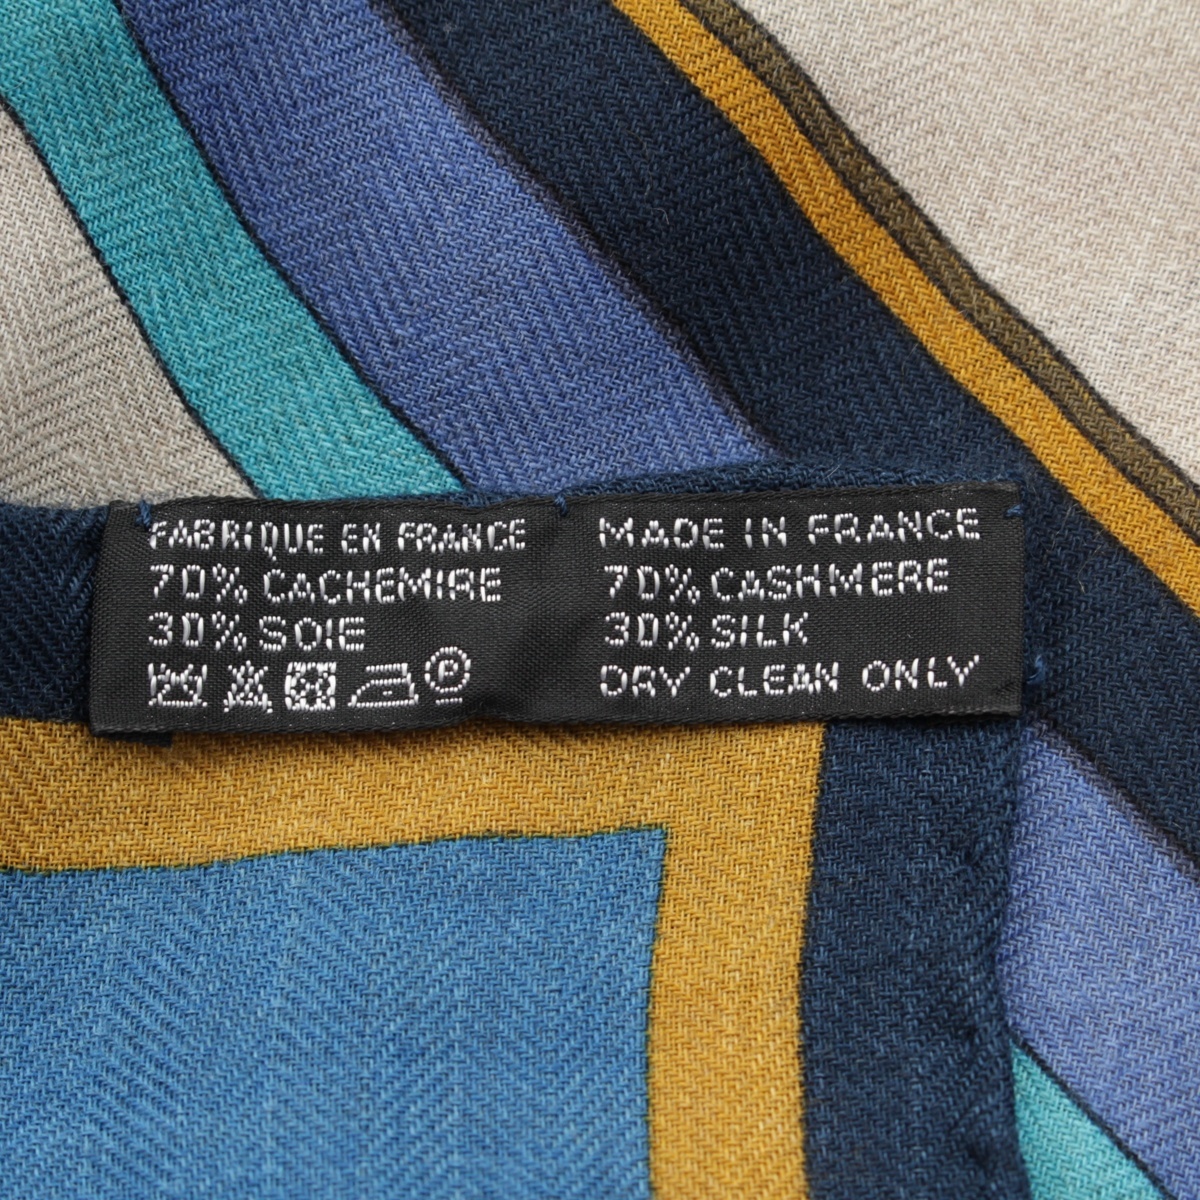 FABRIQUE EN FRANCE
70% CACHEMIRE
30% SOIE
P
MADE IN FRANCE
70% CASHMERE
30% SILK
DRY CLEAN ONLY